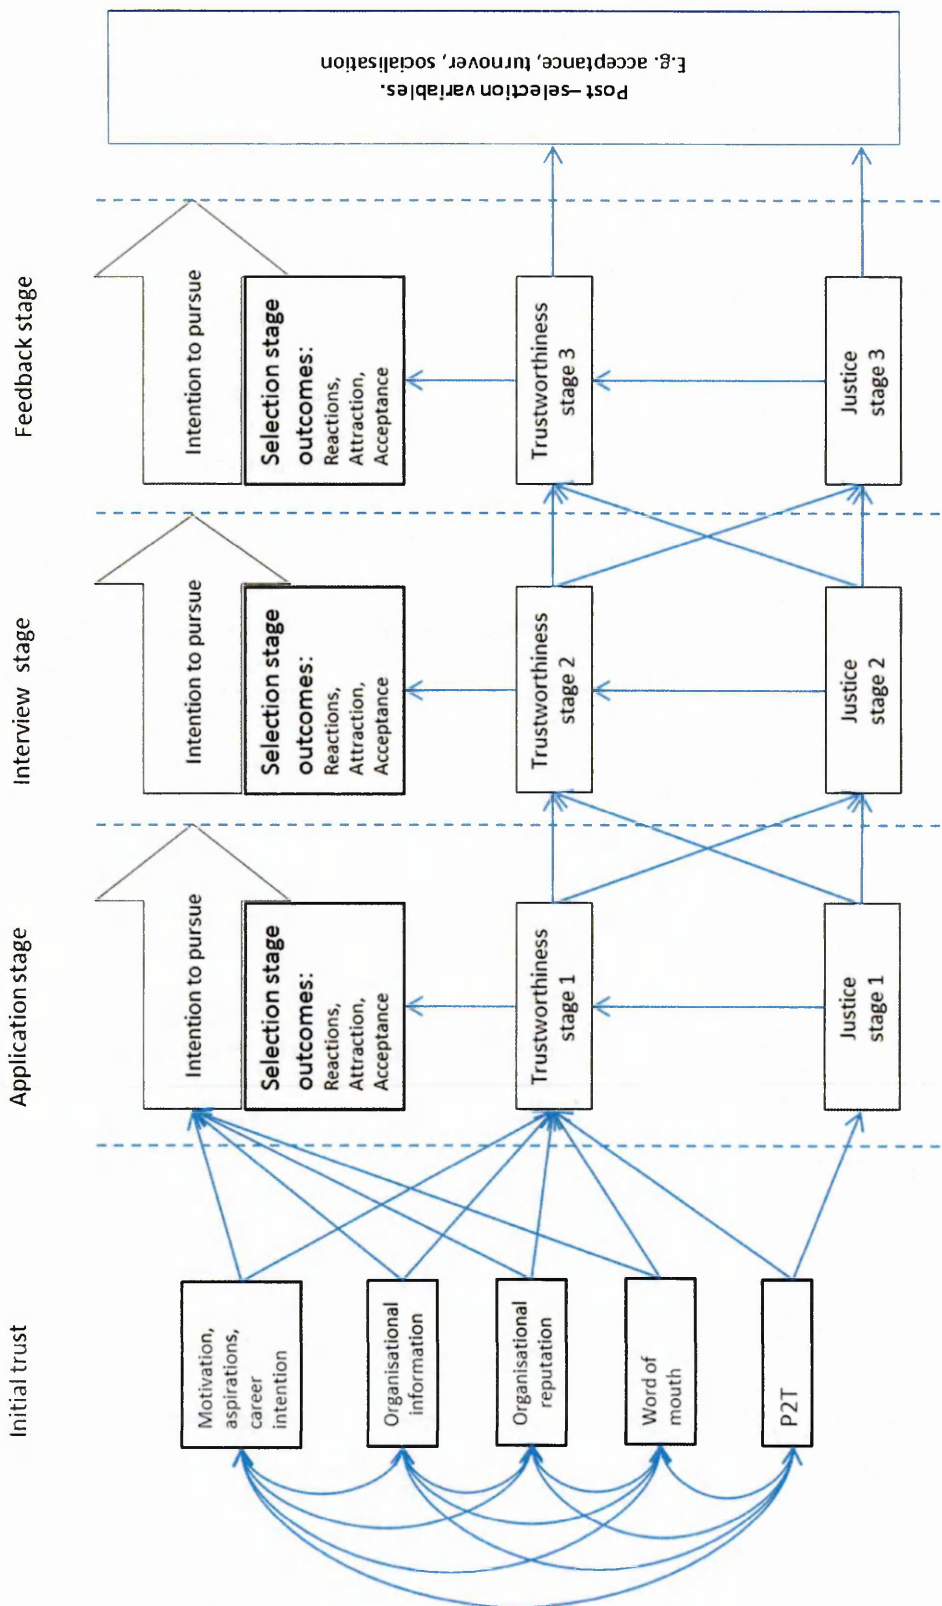 Initial trust
Application stage
Interview stage
Feedback stage
Motivation,
aspirations,
career
intention
Organisational
information
Organisational
reputation
Word of
mouth
P2T
Intention to pursue
Selection stage
outcomes:
Reactions,
Attraction,
Acceptance
Trustworthiness
stage 1
Justice
stage 1
Intention to pursue
Selection stage
outcomes:
Reactions,
Attraction,
Acceptance
Trustworthiness
stage 2
Justice
stage 2
Intention to pursue
Selection stage
outcomes:
Reactions,
Attraction,
Acceptance
Trustworthiness
stage 3
Justice
stage 3
Post–selection variables.
E.g. acceptance, turnover, socialisation